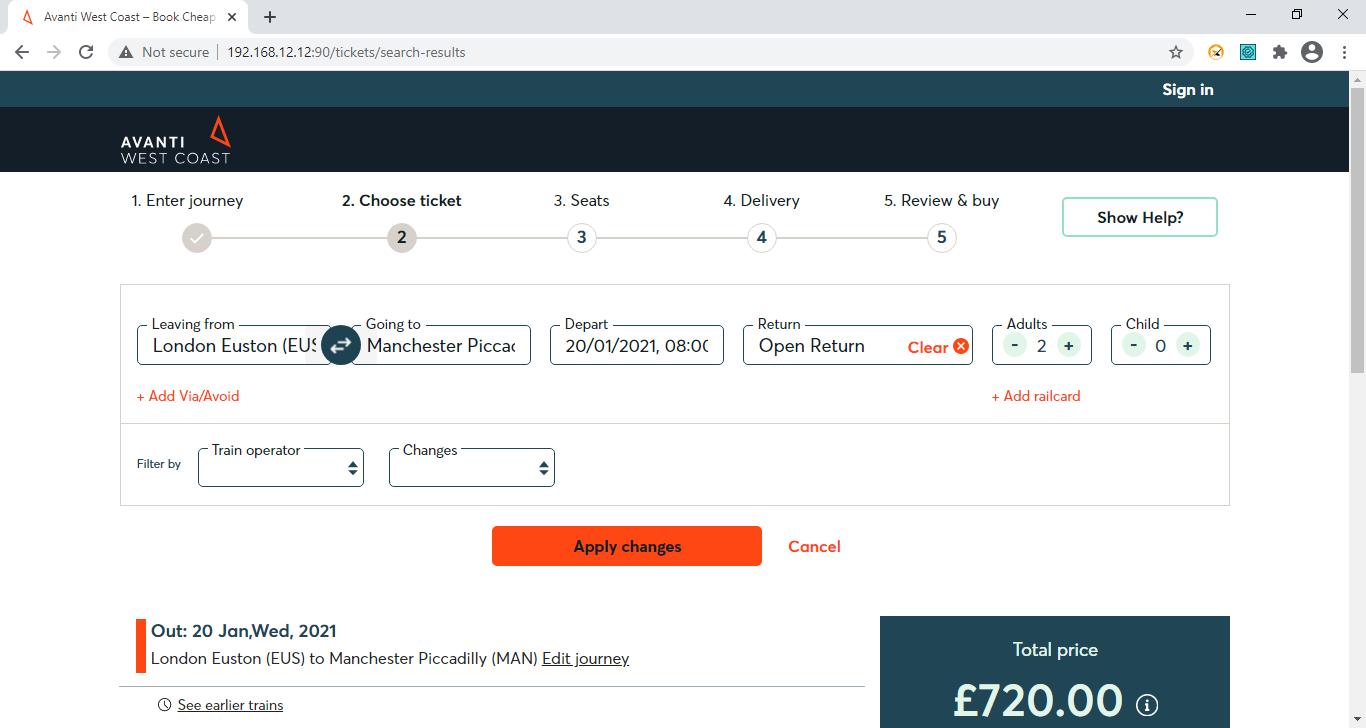 Avanti West Coast – Book Cheap
Not secure 192.168.12.12:90/tickets/search-results
Sign in
AVANTI
WEST COAST
1. Enter journey 2. Choose ticket 3. Seats 4. Delivery 5. Review & buy
Show Help?
2 3 4 5
Leaving from Going to Depart Return Adults Child
London Euston (EUS Manchester Piccac 20/01/2021, 08:00 Open Return Clear - 2 + - 0 +
+ Add Via/Avoid + Add railcard
Train operator Changes
Filter by
Apply changes Cancel
Out: 20 Jan,Wed, 2021
London Euston (EUS) to Manchester Piccadilly (MAN) Edit journey
See earlier trains
Total price
£720.00